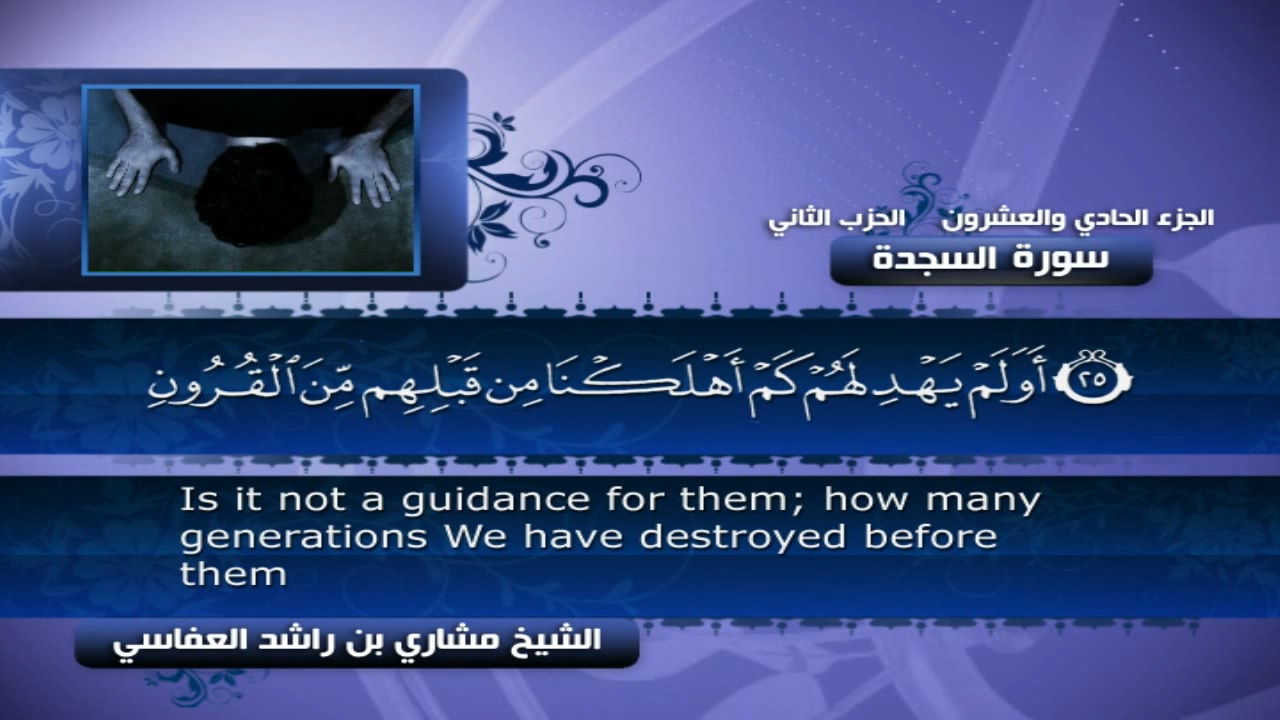 الجزء الحادي والعشرون الحزب الثاني
سورة السجدة
٢٥ أَوَلَمْ يَهْدِ لَهُمْ كَمْ أَهْلَكْنَا مِن قَبْلِهِم مِّنَ ٱلْقُرُونِ
Is it not a guidance for them; how many
generations We have destroyed before
them
الشيخ مشاري بن راشد العفاسي